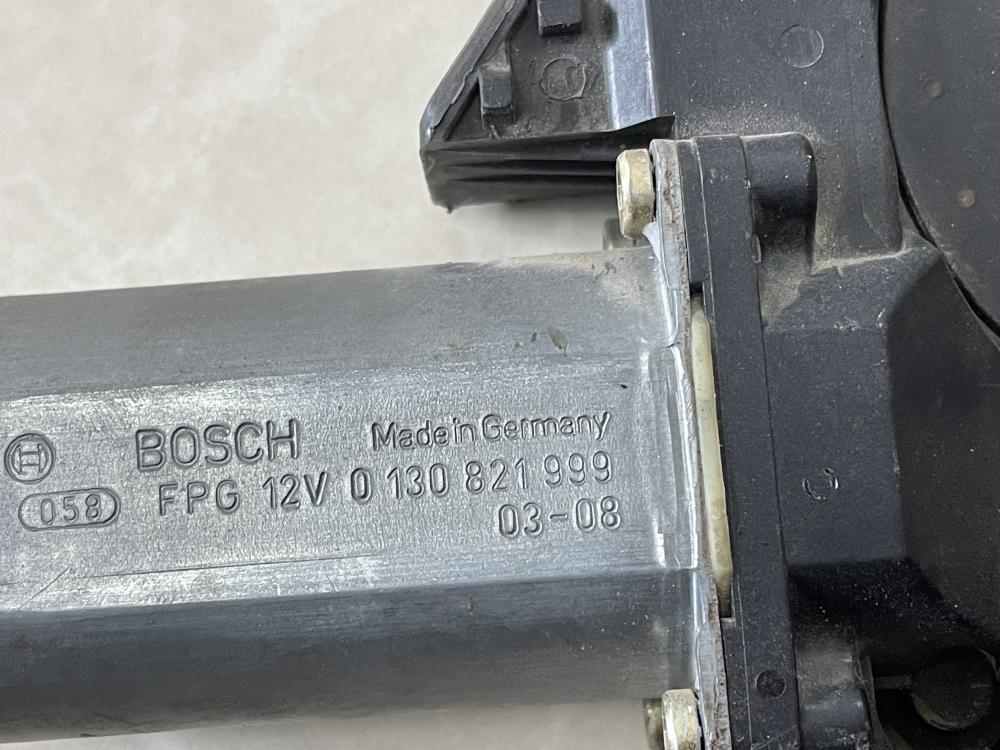 BOSCH Made in Germany
058 FPG 12V 0 130 821 999
03-08